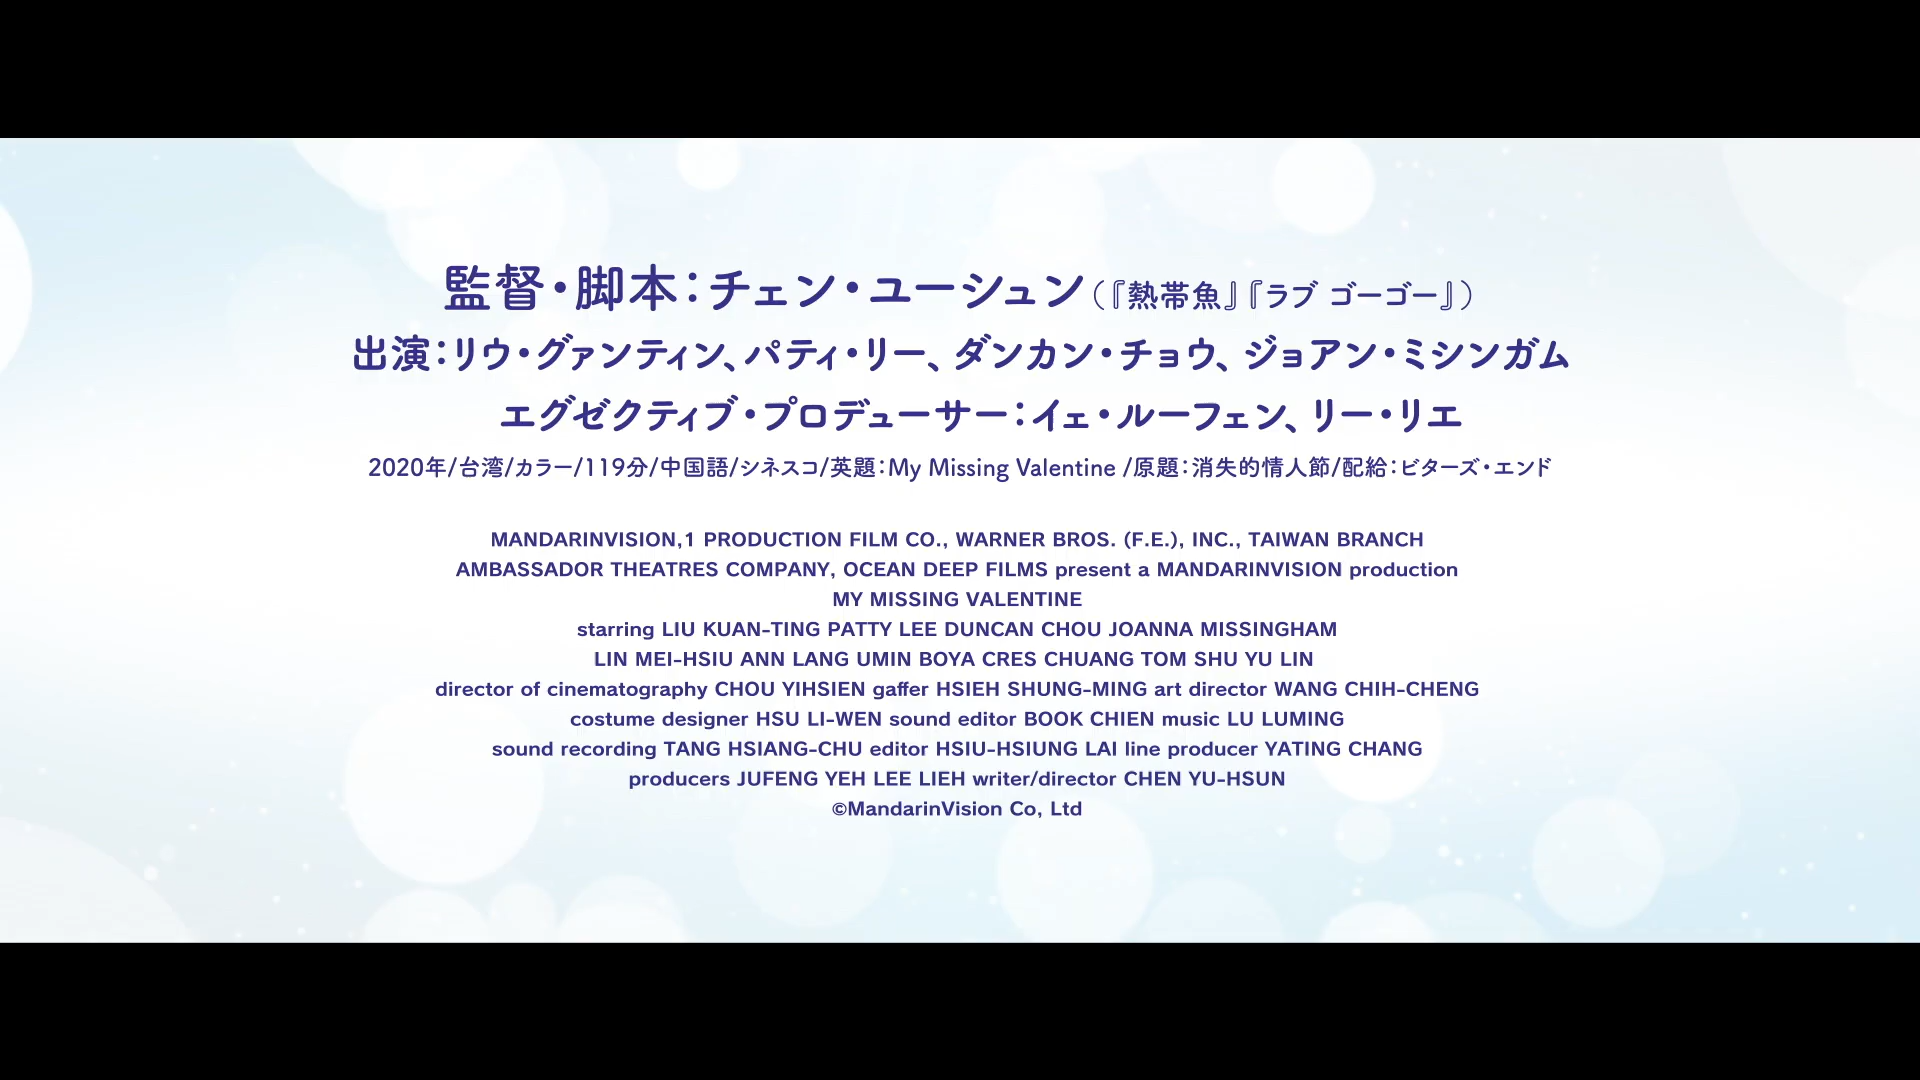 監督・脚本：チェン・ユーシュン（『熱帯魚』『ラブ ゴーゴー』）
出演：リウ・グァンティン、パティ・リー、ダンカン・チョウ、ジョアン・ミシンガム
エグゼクティブ・プロデューサー：イェ・ルーフェン、リー・リエ
2020年/台湾/カラー/119分/中国語/シネスコ/英題：My Missing Valentine /原題：消失的情人節/配給：ビターズ・エンド
MANDARINVISION,1 PRODUCTION FILM CO., WARNER BROS. (F.E.), INC., TAIWAN BRANCH
AMBASSADOR THEATRES COMPANY, OCEAN DEEP FILMS present a MANDARINVISION production
MY MISSING VALENTINE
starring LIU KUAN-TING PATTY LEE DUNCAN CHOU JOANNA MISSINGHAM
LIN MEI-HSIU ANN LANG UMIN BOYA CRES CHUANG TOM SHU YU LIN
director of cinematography CHOU YIHSIEN gaffer HSIEH SHUNG-MING art director WANG CHIH-CHENG
costume designer HSU LI-WEN sound editor BOOK CHIEN music LU LUMING
sound recording TANG HSIANG-CHU editor HSIU-HSIUNG LAI line producer YATING CHANG
producers JUFENG YEH LEE LIEH writer/director CHEN YU-HSUN
©MandarinVision Co, Ltd